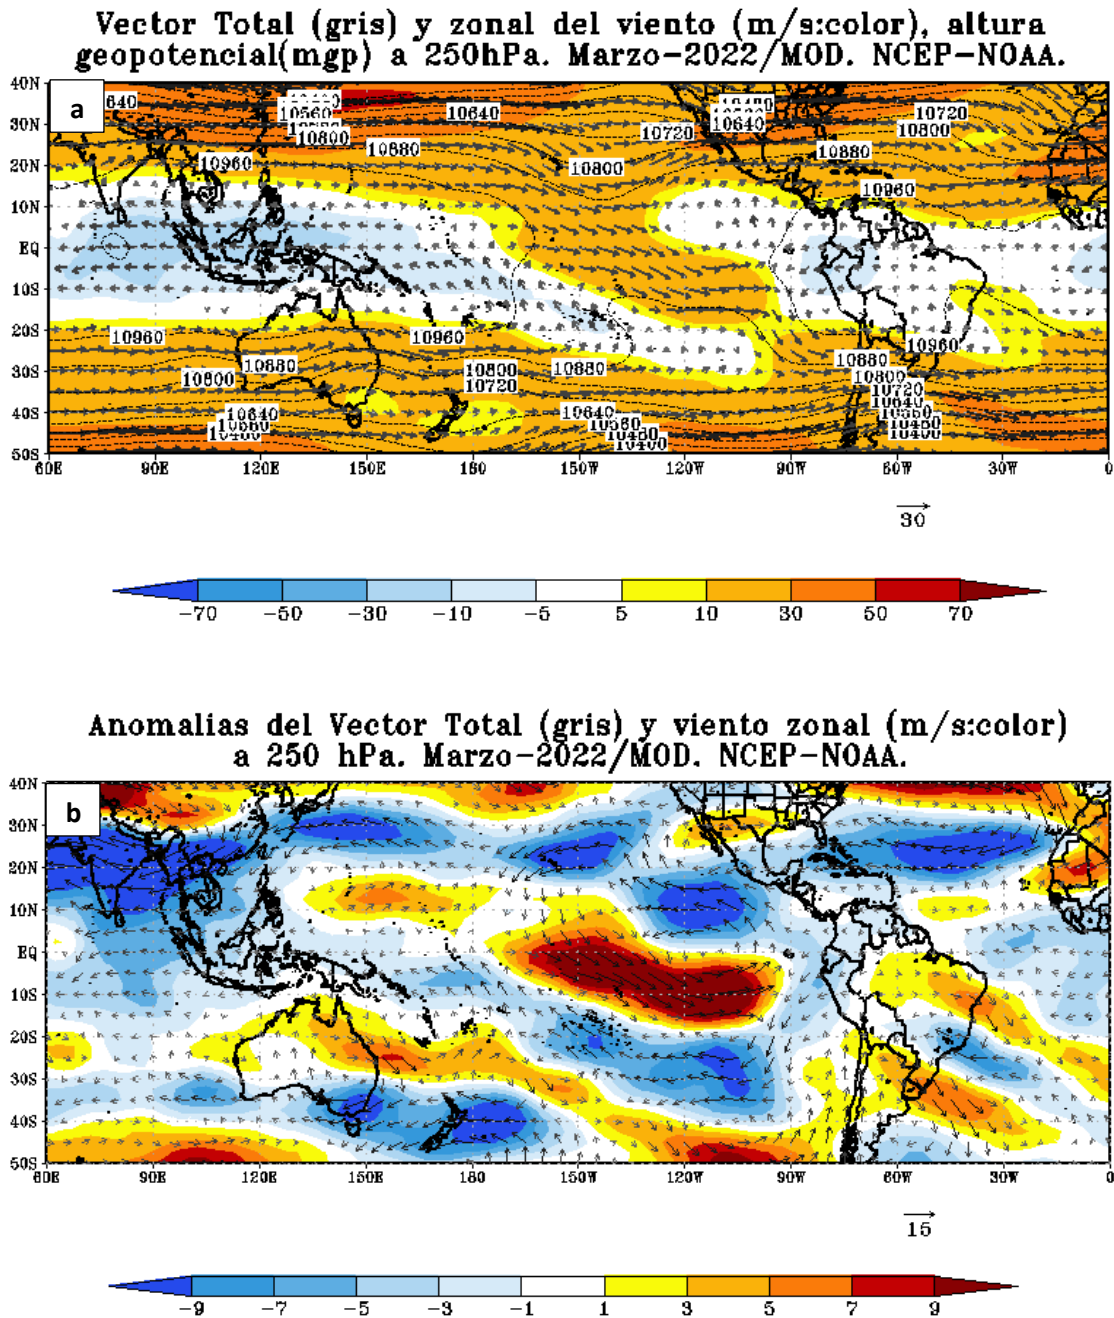 Vector Total (gris) y zonal del viento (m/s:color), altura
geopotencial(mgp) a 250hPa. Marzo-2022/MOD. NCEP-NOAA.
a
40N
30N
20N
10N
EQ
10S
20S
30S
40S
50S
10640
10720
10720
10640
10800
10880
10800
10880
10800
10880
10960
10960
10960
10960
10960
10880
10800
10800
10720
10880
10880
10800
10720
10640
10640
10560
10640
10560
60E 90E 120E 150E 180 150W 120W 90W 60W 30W 0
30
-70 -50 -30 -10 -5 5 10 30 50 70
Anomalias del Vector Total (gris) y viento zonal (m/s:color)
a 250 hPa. Marzo-2022/MOD. NCEP-NOAA.
b
40N
30N
20N
10N
EQ
10S
20S
30S
40S
50S
60E 90E 120E 150E 180 150W 120W 90W 60W 30W 0
15
-9 -7 -5 -3 -1 1 3 5 7 9